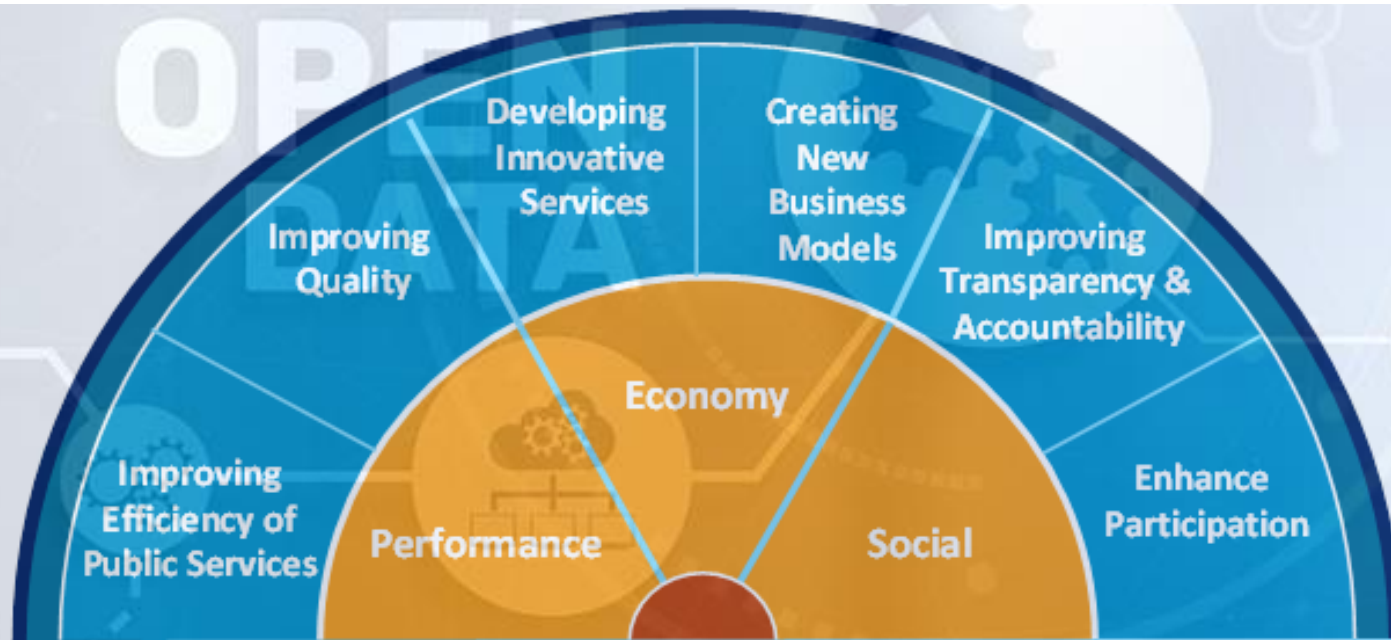 OPEN
DATA
Developing
Innovative
Services
Creating
New
Business
Models
Improving
Quality
Improving
Transparency &
Accountability
Improving
Efficiency of
Public Services
Enhance
Participation
Economy
Performance
Social